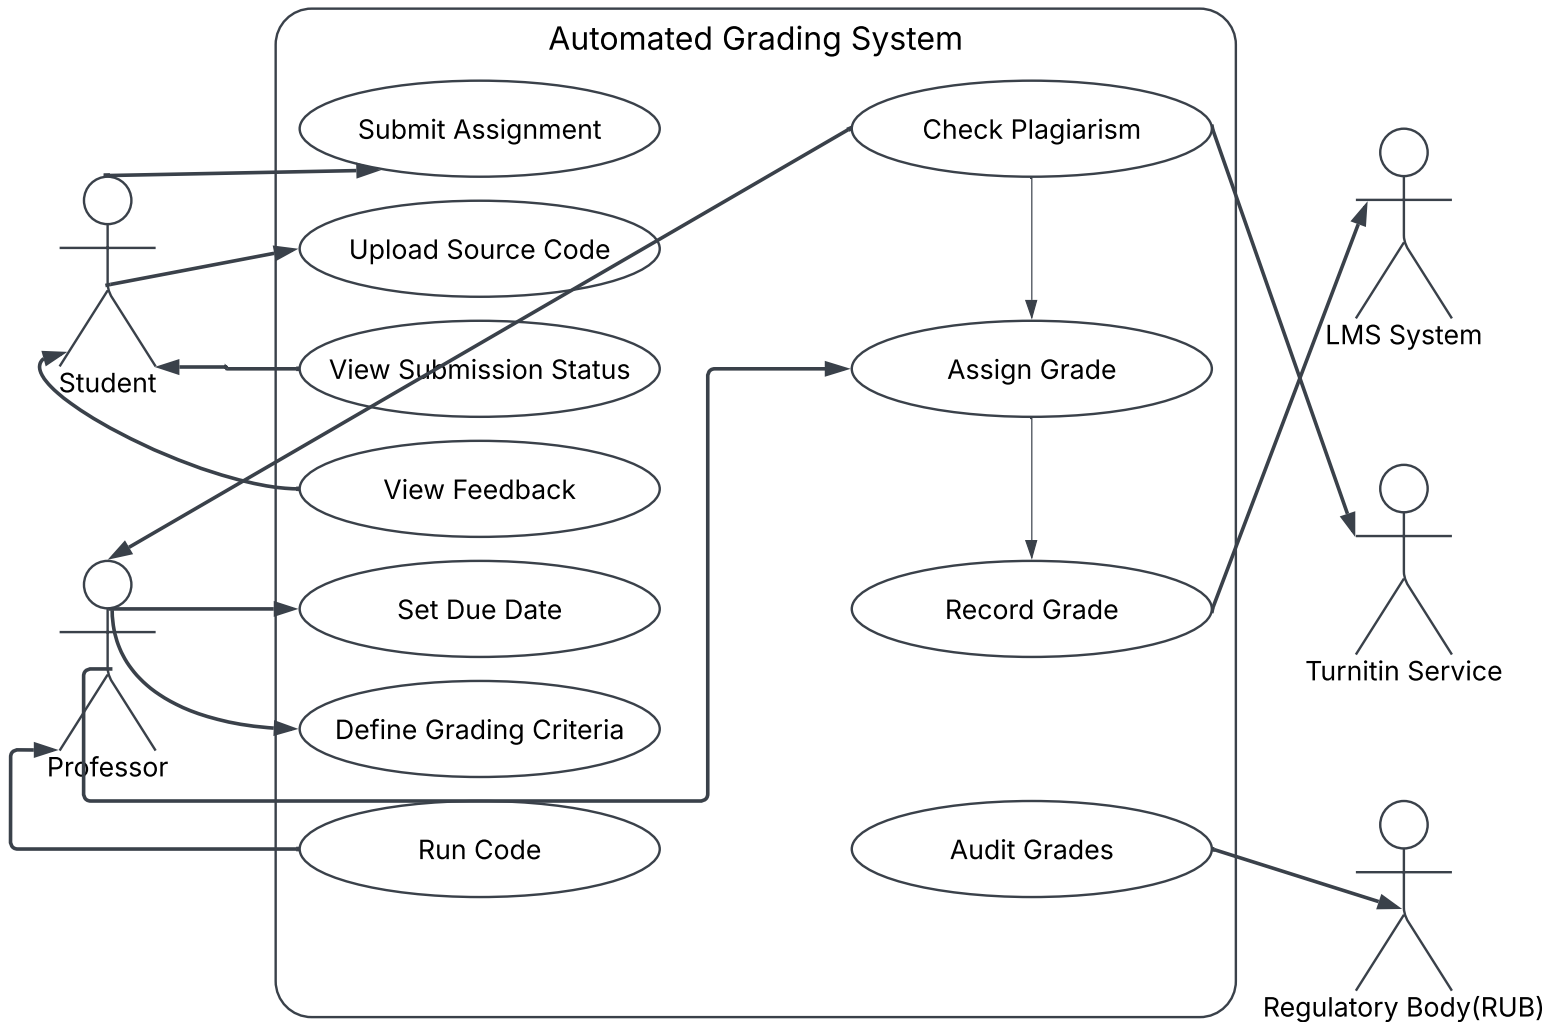 Automated Grading System
Submit Assignment
Upload Source Code
View Submission Status
View Feedback
Set Due Date
Define Grading Criteria
Run Code
Check Plagiarism
Assign Grade
Record Grade
Audit Grades
Student
Professor
LMS System
Turnitin Service
Regulatory Body(RUB)